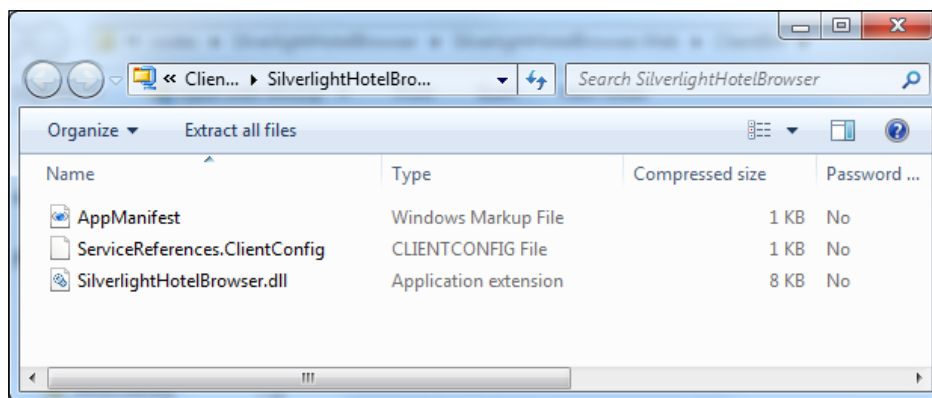 « Clien... ▸ SilverlightHotelBro... Search SilverlightHotelBrowser
Organize ▾ Extract all files
Name Type Compressed size Password ...
AppManifest Windows Markup File 1 KB No
ServiceReferences.ClientConfig CLIENTCONFIG File 1 KB No
SilverlightHotelBrowser.dll Application extension 8 KB No